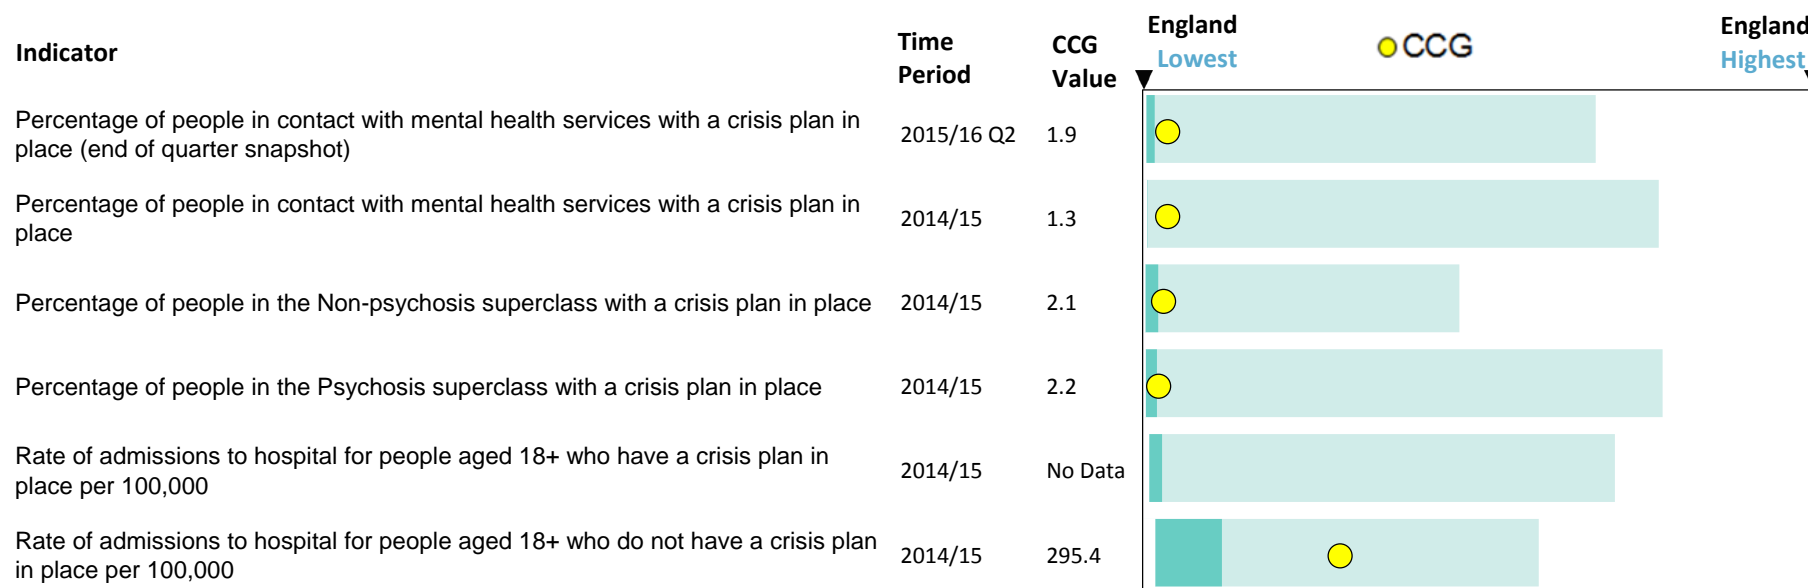 Indicator
Time
Period
CCG
Value
England
Lowest
CCG
England
Highest
Percentage of people in contact with mental health services with a crisis plan in
place (end of quarter snapshot)
2015/16 Q2
1.9
Percentage of people in contact with mental health services with a crisis plan in
place
2014/15
1.3
Percentage of people in the Non-psychosis superclass with a crisis plan in place
2014/15
2.1
Percentage of people in the Psychosis superclass with a crisis plan in place
2014/15
2.2
Rate of admissions to hospital for people aged 18+ who have a crisis plan in
place per 100,000
2014/15
No Data
Rate of admissions to hospital for people aged 18+ who do not have a crisis plan
in place per 100,000
2014/15
295.4